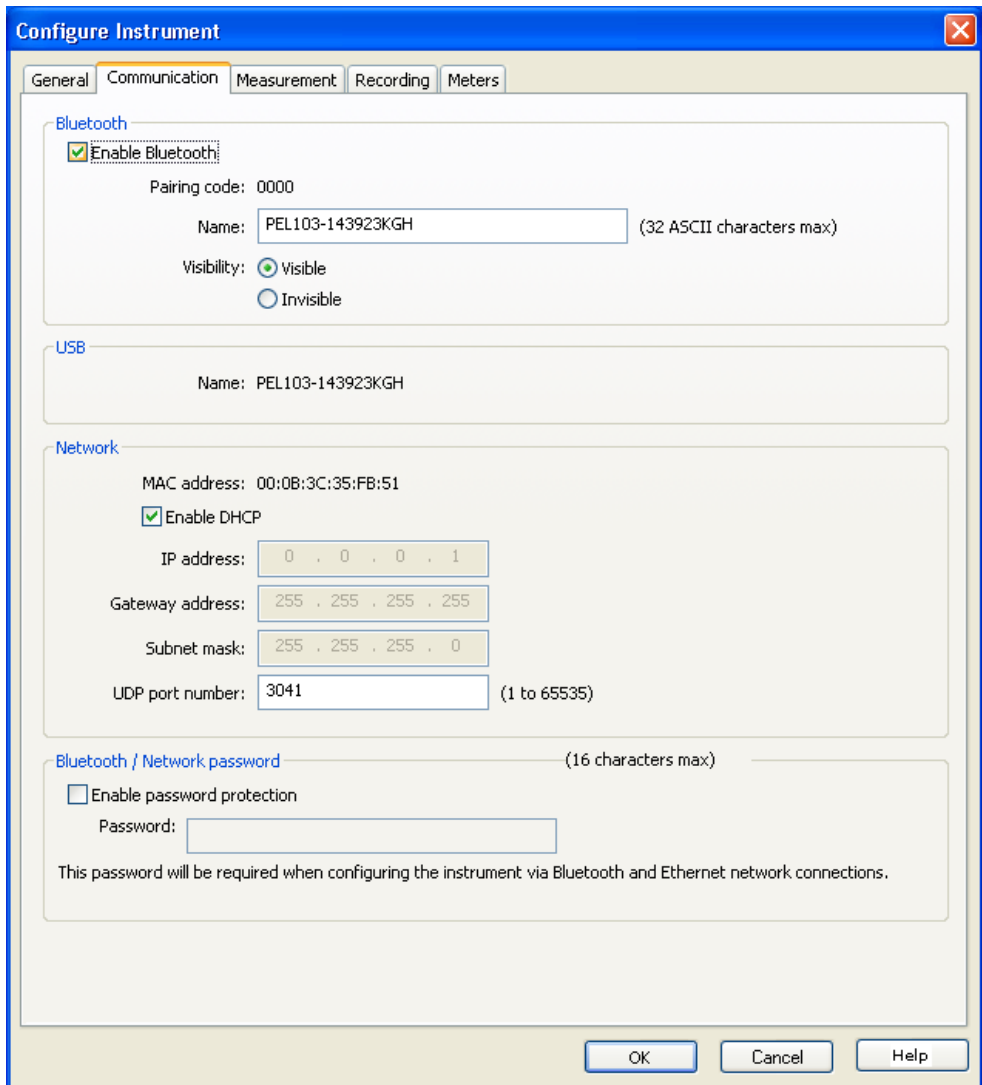 Configure Instrument
General Communication Measurement Recording Meters
Bluetooth
Enable Bluetooth
Pairing code: 0000
Name: PEL103-143923KGH (32 ASCII characters max)
Visibility: Visible
Invisible
USB
Name: PEL103-143923KGH
Network
MAC address: 00:0B:3C:35:FB:51
Enable DHCP
IP address: 0 . 0 . 0 . 1
Gateway address: 255 . 255 . 255 . 255
Subnet mask: 255 . 255 . 255 . 0
UDP port number: 3041 (1 to 65535)
Bluetooth / Network password (16 characters max)
Enable password protection
Password:
This password will be required when configuring the instrument via Bluetooth and Ethernet network connections.
OK Cancel Help